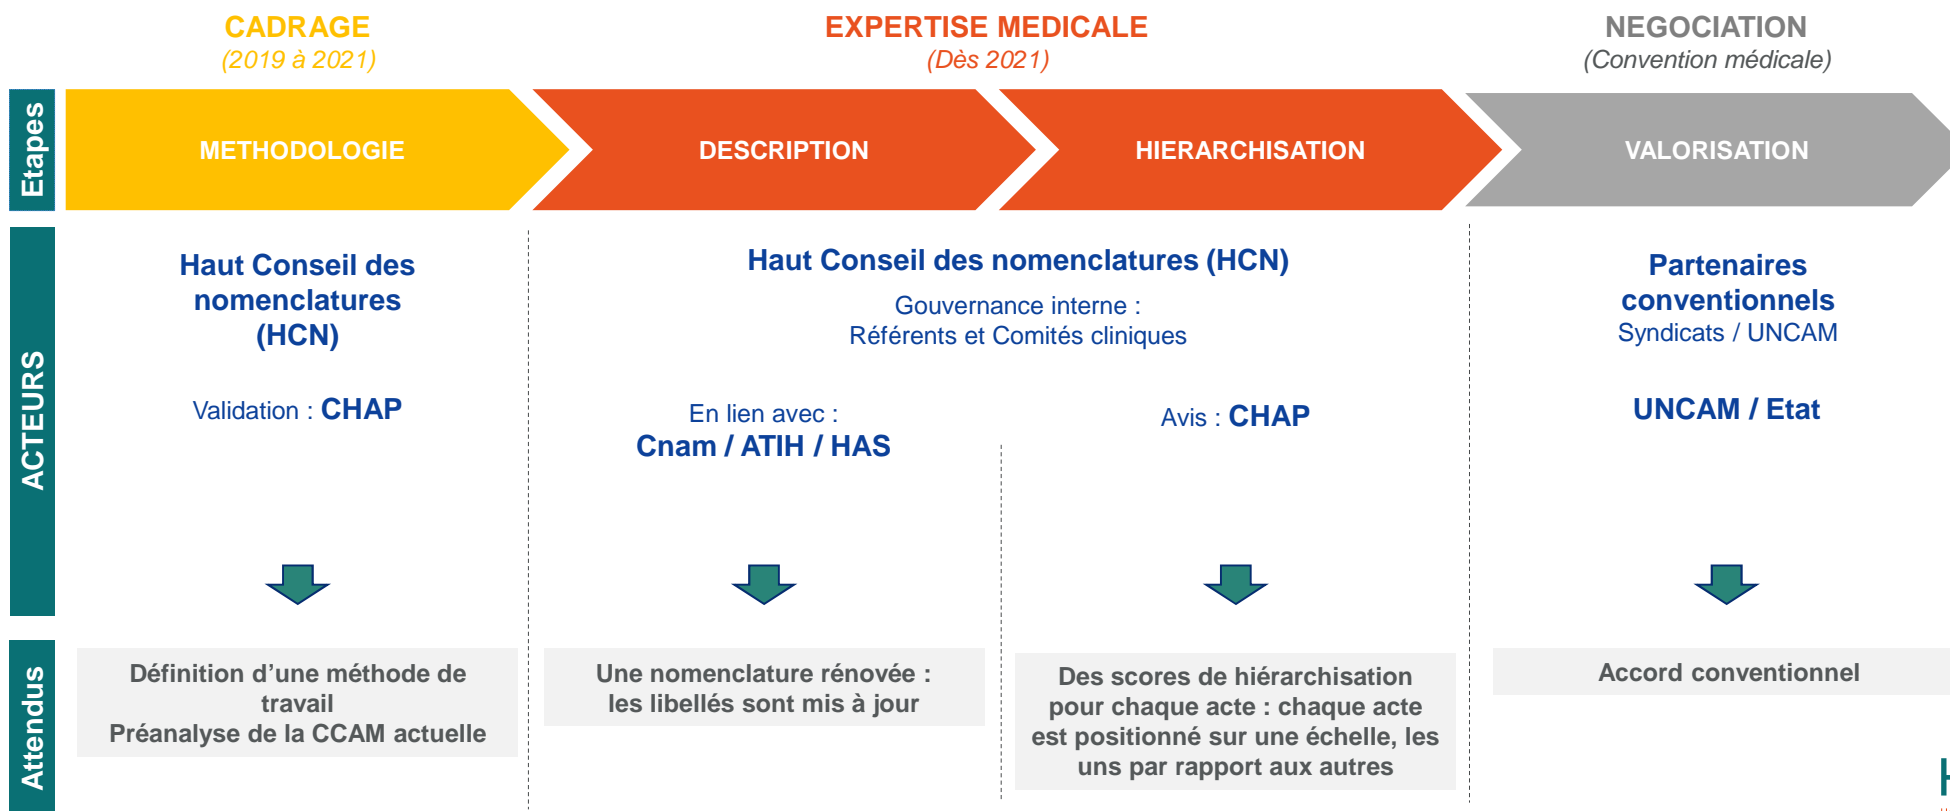 CADRAGE
(2019 à 2021)
EXPERTISE MEDICALE
(Dès 2021)
NEGOCIATION
(Convention médicale)
Etapes
METHODOLOGIE
DESCRIPTION
HIERARCHISATION
VALORISATION
ACTEURS
Haut Conseil des
nomenclatures
(HCN)
Validation : CHAP
Haut Conseil des nomenclatures (HCN)
Gouvernance interne :
Référents et Comités cliniques
En lien avec :
Cnam / ATIH / HAS
Avis : CHAP
Partenaires
conventionnels
Syndicats / UNCAM
UNCAM / Etat
Attendus
Définition d’une méthode de
travail
Préanalyse de la CCAM actuelle
Une nomenclature rénovée :
les libellés sont mis à jour
Des scores de hiérarchisation
pour chaque acte : chaque acte
est positionné sur une échelle, les
uns par rapport aux autres
Accord conventionnel